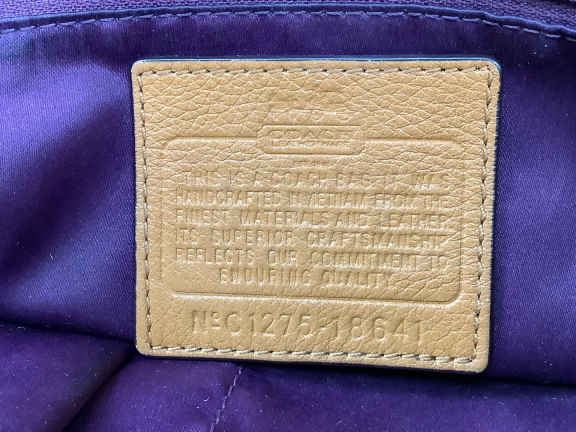 COACH
THIS IS A COACH BAG. IT WAS
HANDCRAFTED IN VIETNAM FROM THE
FINEST MATERIALS AND LEATHER.
ITS SUPERIOR CRAFTSMANSHIP
REFLECTS OUR COMMITMENT TO
ENDURING QUALITY.
Nº C1275-18641